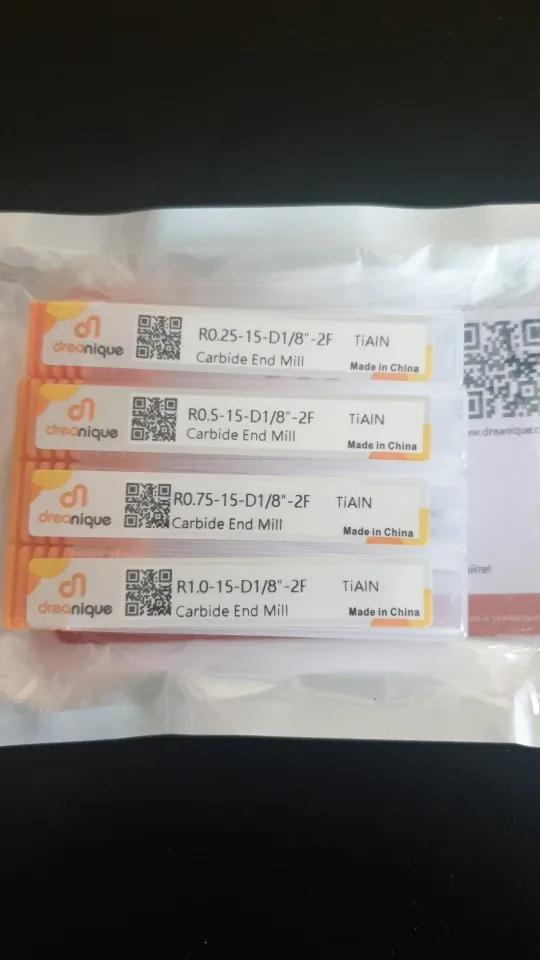 dreanique
R0.25-15-D1/8"-2F TiAlN
Carbide End Mill
Made in China
dreanique
R0.5-15-D1/8"-2F TiAlN
Carbide End Mill
Made in China
dreanique
R0.75-15-D1/8"-2F TiAlN
Carbide End Mill
Made in China
dreanique
R1.0-15-D1/8"-2F TiAlN
Carbide End Mill
Made in China
www.dreanique.c